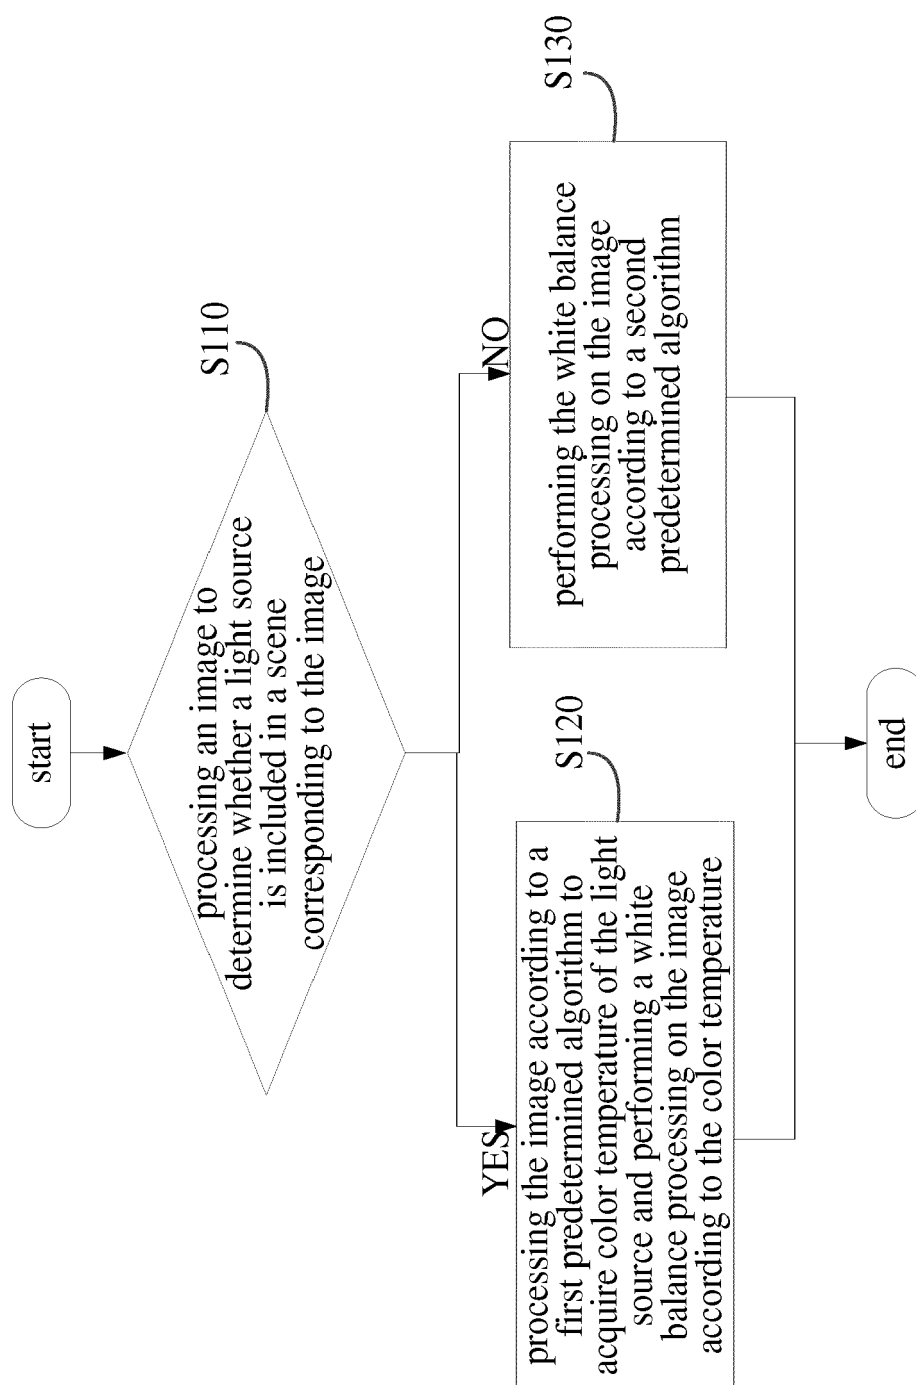 start
processing an image to
determine whether a light source
is included in a scene
corresponding to the image
S110
YES
NO
processing the image according to a
first predetermined algorithm to
acquire color temperature of the light
source and performing a white
balance processing on the image
according to the color temperature
S120
performing the white balance
processing on the image
according to a second
predetermined algorithm
S130
end